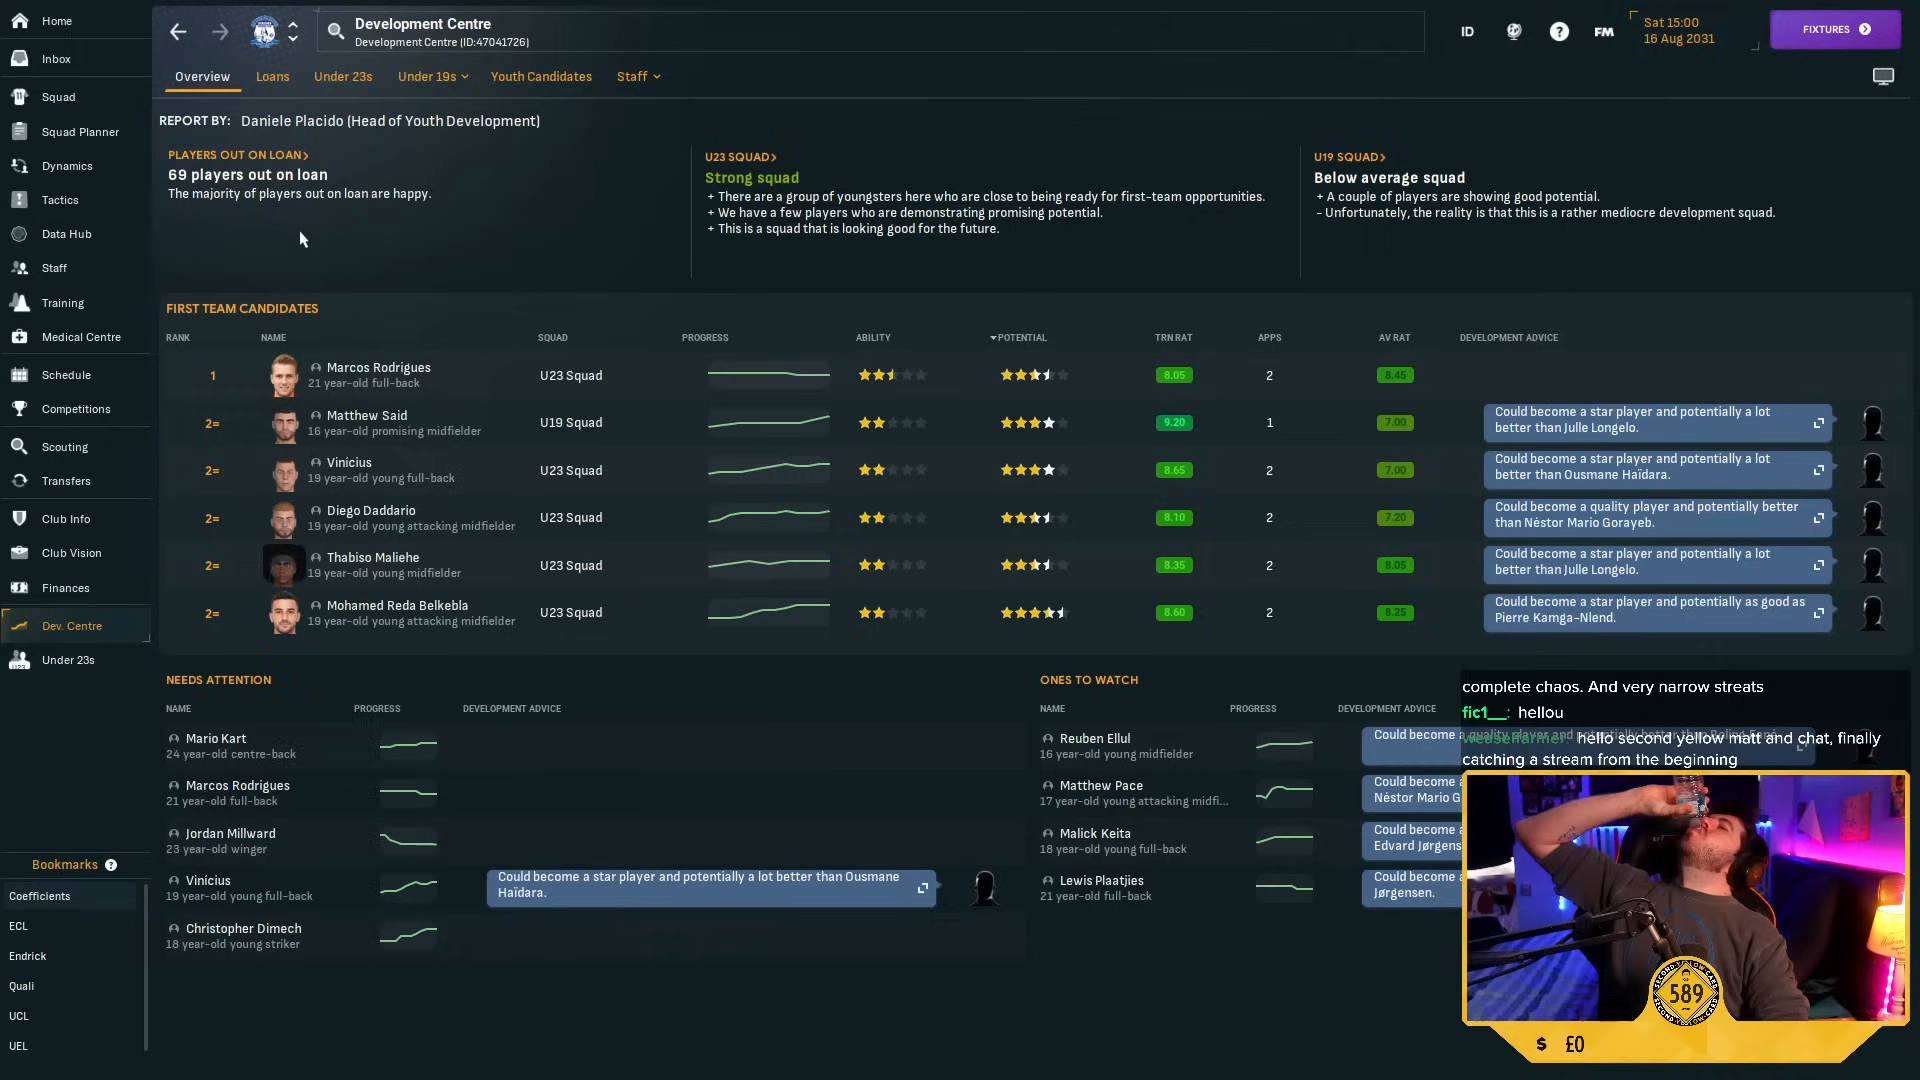 Home
Inbox
Squad
Squad Planner
Dynamics
Tactics
Data Hub
Staff
Training
Medical Centre
Schedule
Competitions
Scouting
Transfers
Club Info
Club Vision
Finances
Dev. Centre
Under 23s
Bookmarks ?
Coefficients
ECL
Endrick
Quali
UCL
UEL
Development Centre
Development Centre (ID:47041726)
ID
?
FM
Sat 15:00
16 Aug 2031
FIXTURES
Overview Loans Under 23s Under 19s Youth Candidates Staff
REPORT BY: Daniele Placido (Head of Youth Development)
PLAYERS OUT ON LOAN>
69 players out on loan
The majority of players out on loan are happy.
U23 SQUAD>
Strong squad
+ There are a group of youngsters here who are close to being ready for first-team opportunities.
+ We have a few players who are demonstrating promising potential.
+ This is a squad that is looking good for the future.
U19 SQUAD>
Below average squad
+ A couple of players are showing good potential.
- Unfortunately, the reality is that this is a rather mediocre development squad.
FIRST TEAM CANDIDATES
RANK NAME SQUAD PROGRESS ABILITY POTENTIAL TRN RAT APPS AV RAT DEVELOPMENT ADVICE
1 Marcos Rodrigues U23 Squad 8.05 2 8.45
21 year-old full-back
2= Matthew Said U19 Squad 9.20 1 7.00
16 year-old promising midfielder
Could become a star player and potentially a lot
better than Julle Longelo.
2= Vinícius U23 Squad 8.65 2 7.00
19 year-old young full-back
Could become a star player and potentially a lot
better than Ousmane Haïdara.
2= Diego Daddario U23 Squad 8.10 2 7.20
19 year-old young attacking midfielder
Could become a quality player and potentially better
than Néstor Mario Gorayeb.
2= Thabiso Maliehe U23 Squad 8.35 2 8.05
19 year-old young midfielder
Could become a star player and potentially a lot
better than Julle Longelo.
2= Mohamed Reda Belkebla U23 Squad 8.60 2 8.25
19 year-old young attacking midfielder
Could become a star player and potentially as good as
Pierre Kamga-Nlend.
NEEDS ATTENTION
NAME PROGRESS DEVELOPMENT ADVICE
Mario Kart
24 year-old centre-back
Marcos Rodrigues
21 year-old full-back
Jordan Millward
23 year-old winger
Vinícius
19 year-old young full-back
Could become a star player and potentially a lot better than Ousmane
Haïdara.
Christopher Dimech
18 year-old young striker
ONES TO WATCH
NAME PROGRESS DEVELOPMENT ADVICE
Reuben Ellul
16 year-old young midfielder
Could become a quality player and potentially better than
Matthew Pace
17 year-old young attacking midfi...
Could become a
Néstor Mario G
Malick Keita
18 year-old young full-back
Could become a
Edvard Jørgens
Lewis Plaatjies
21 year-old full-back
Could become a
Jørgensen.
complete chaos. And very narrow streats
fic1__: hellou
weaselfarmer: hello second yellow matt and chat, finally
catching a stream from the beginning
SECOND YELLOW CARD
589
$ £0